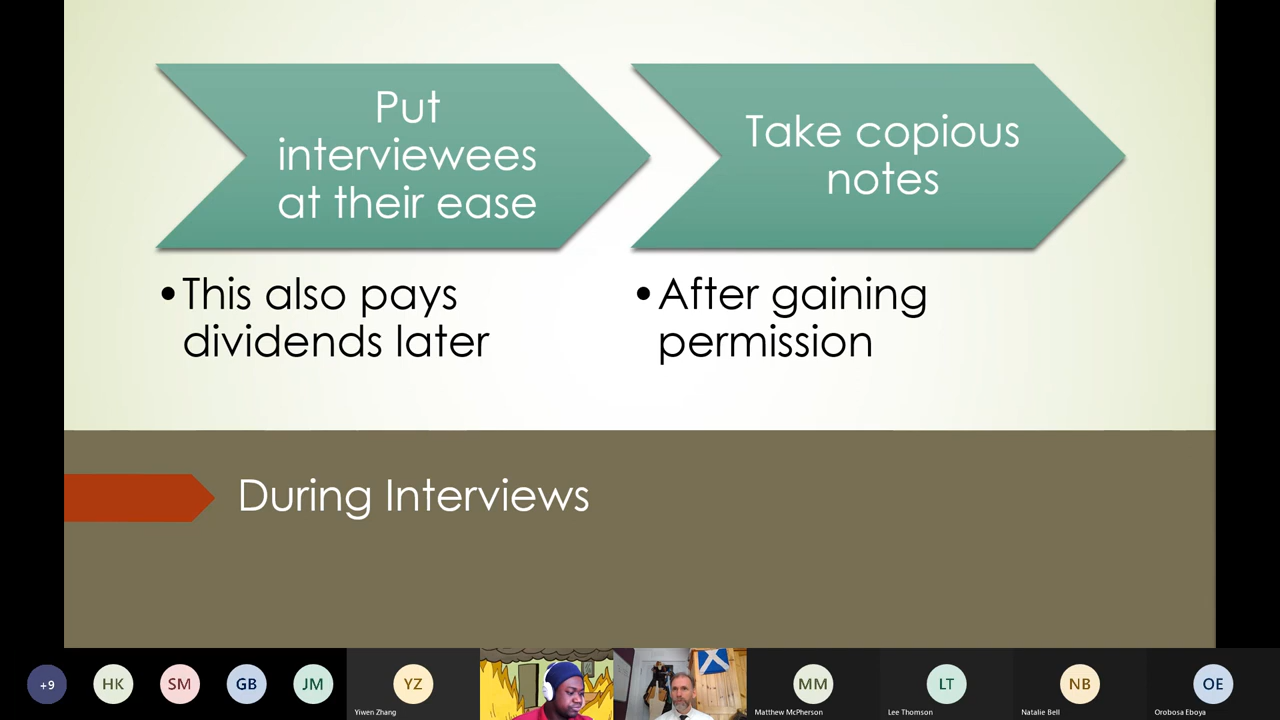 Put
interviewees
at their ease
Take copious
notes
•This also pays
dividends later
•After gaining
permission
During Interviews
+9
HK
SM
GB
JM
YZ
Yiwen Zhang
MM
Matthew McPherson
LT
Lee Thomson
NB
Natalie Bell
OE
Orobosa Eboya